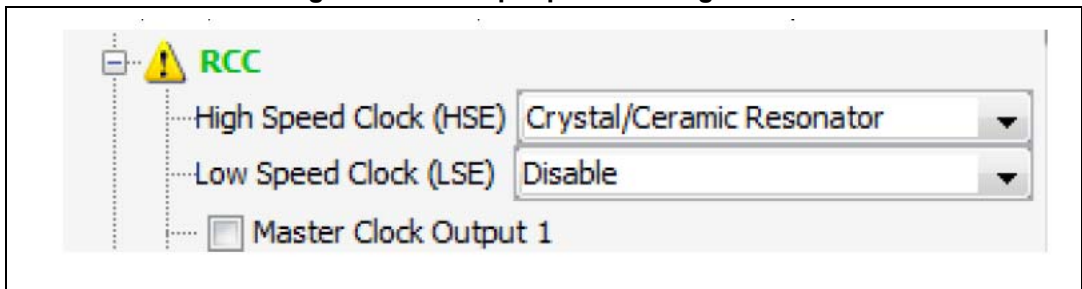 RCC
High Speed Clock (HSE) Crystal/Ceramic Resonator
Low Speed Clock (LSE) Disable
Master Clock Output 1